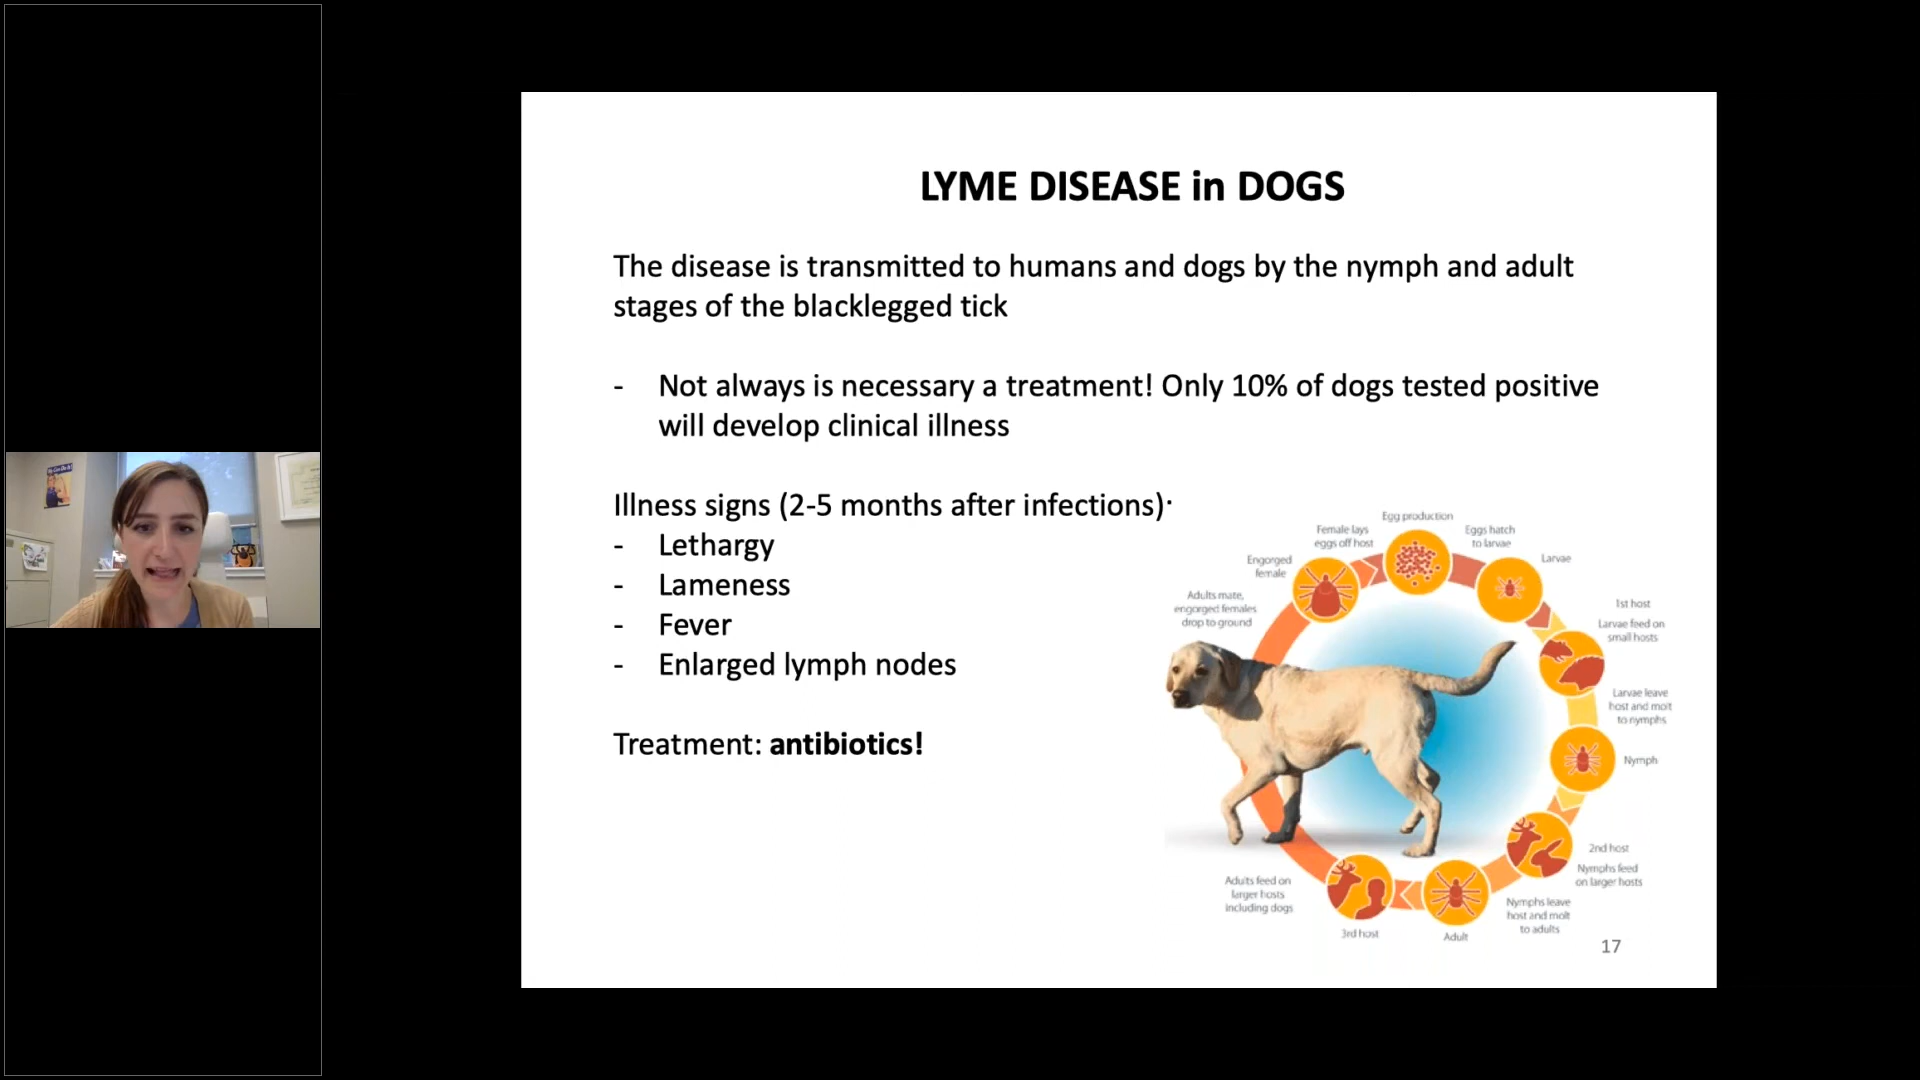 We Can Do It!
LYME DISEASE in DOGS
The disease is transmitted to humans and dogs by the nymph and adult
stages of the blacklegged tick
- Not always is necessary a treatment! Only 10% of dogs tested positive
will develop clinical illness
Illness signs (2-5 months after infections)·
- Lethargy
- Lameness
- Fever
- Enlarged lymph nodes
Treatment: antibiotics!
Egg production
Female lays
eggs off host
Eggs hatch
to larvae
Engorged
female
Larvae
Adults mate,
engorged females
drop to ground
1st host
Larvae feed on
small hosts
Larvae leave
host and molt
to nymphs
Nymph
2nd host
Nymphs feed
on larger hosts
Nymphs leave
host and molt
to adults
Adult
3rd host
Adults feed on
larger hosts
including dogs
17